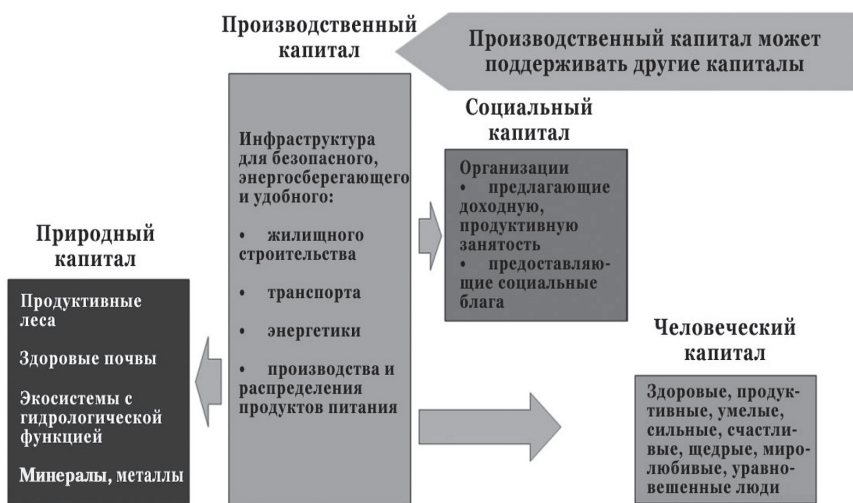 Производственный
капитал
Производственный капитал может
поддерживать другие капиталы
Инфраструктура
для безопасного,
энергосберегающего
и удобного:
• жилищного
строительства
• транспорта
• энергетики
• производства и
распределения
продуктов питания
Социальный
капитал
Организации
• предлагающие
доходную,
продуктивную
занятость
• предоставляю-
щие социальные
блага
Природный
капитал
Продуктивные
леса
Здоровые почвы
Экосистемы с
гидрологической
функцией
Минералы, металлы
Человеческий
капитал
Здоровые, продук-
тивные, умелые,
сильные, счастли-
вые, щедрые, миро-
любивые, уравно-
вешенные люди